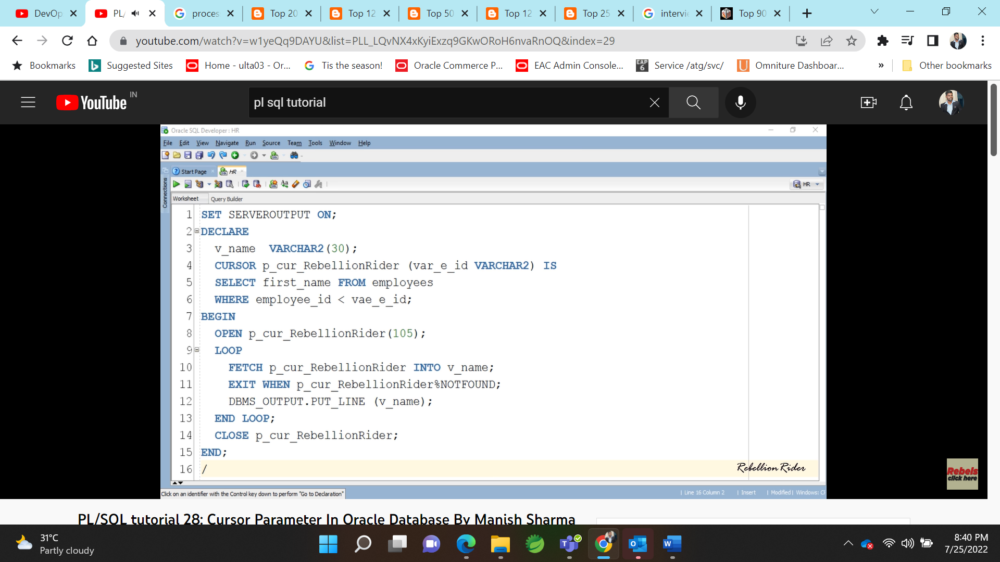 DevOp
PL/
proces
Top 20
Top 12
Top 50
Top 12
Top 25
intervie
Top 90
youtube.com/watch?v=w1yeQq9DAYU&list=PLL_LQvNX4xKyiExzq9GKwORoH6nvaRnOQ&index=29
Bookmarks
Suggested Sites
Home - ulta03 - Or...
Tis the season!
Oracle Commerce P...
EAC Admin Console...
EAP 6
Service /atg/svc/
Omniture Dashboar...
»
Other bookmarks
YouTube IN
pl sql tutorial
Oracle SQL Developer : HR
File Edit View Navigate Run Source Team Tools Window Help
Start Page
HR
HR
Connections
Worksheet Query Builder
1 SET SERVEROUTPUT ON;
2 DECLARE
3 v_name VARCHAR2(30);
4 CURSOR p_cur_RebellionRider (var_e_id VARCHAR2) IS
5 SELECT first_name FROM employees
6 WHERE employee_id < vae_e_id;
7 BEGIN
8 OPEN p_cur_RebellionRider(105);
9 LOOP
10 FETCH p_cur_RebellionRider INTO v_name;
11 EXIT WHEN p_cur_RebellionRider%NOTFOUND;
12 DBMS_OUTPUT.PUT_LINE (v_name);
13 END LOOP;
14 CLOSE p_cur_RebellionRider;
15 END;
16 /
Rebellion Rider
Rebels
click here
Click on an identifier with the Control key down to perform "Go to Declaration"
| Line 16 Column 2 | Insert | Modified | Windows: C
PL/SQL tutorial 28: Cursor Parameter In Oracle Database By Manish Sharma
31°C
Partly cloudy
8:40 PM
7/25/2022